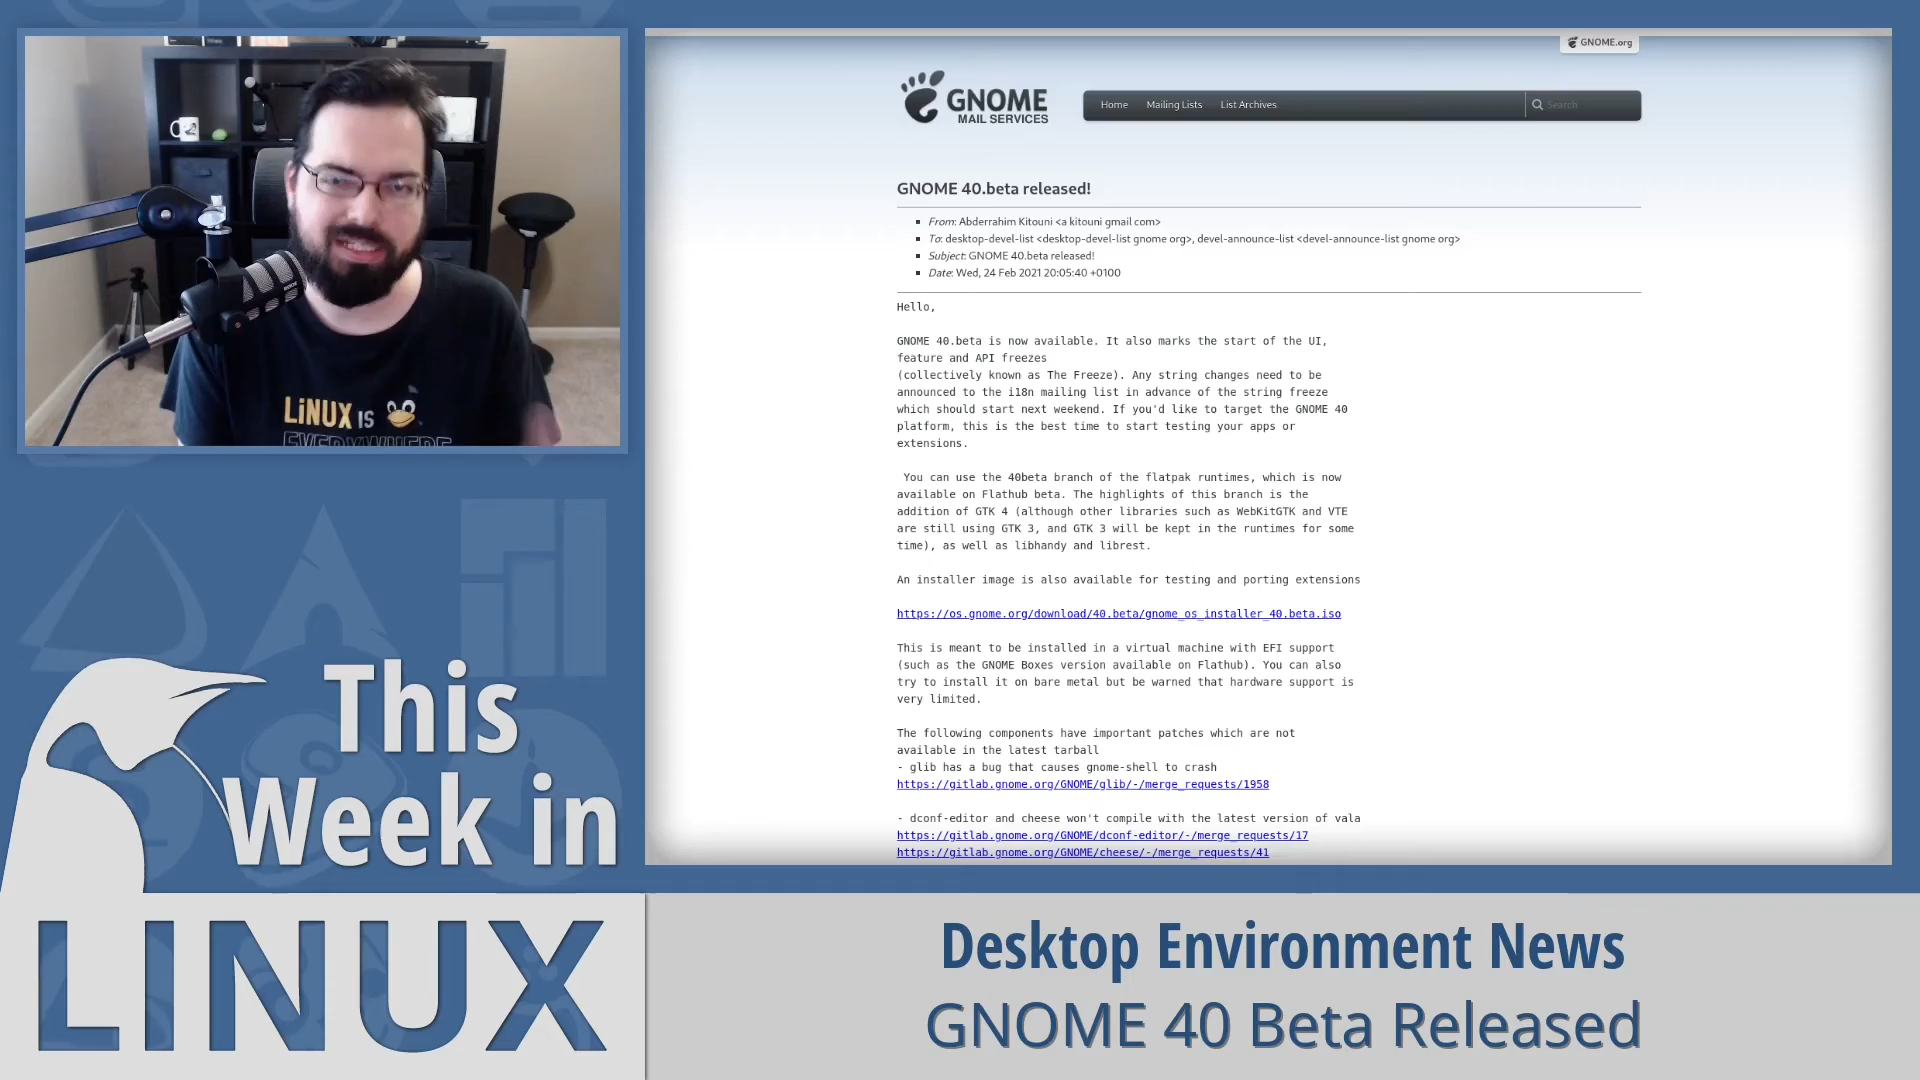 GNOME.org
GNOME
MAIL SERVICES
Home Mailing Lists List Archives Search
GNOME 40.beta released!
From: Abderrahim Kitouni <a kitouni gmail com>
To: desktop-devel-list <desktop-devel-list gnome org>, devel-announce-list <devel-announce-list gnome org>
Subject: GNOME 40.beta released!
Date: Wed, 24 Feb 2021 20:05:40 +0100
Hello,
GNOME 40.beta is now available. It also marks the start of the UI,
feature and API freezes
(collectively known as The Freeze). Any string changes need to be
announced to the i18n mailing list in advance of the string freeze
which should start next weekend. If you'd like to target the GNOME 40
platform, this is the best time to start testing your apps or
extensions.
You can use the 40beta branch of the flatpak runtimes, which is now
available on Flathub beta. The highlights of this branch is the
addition of GTK 4 (although other libraries such as WebKitGTK and VTE
are still using GTK 3, and GTK 3 will be kept in the runtimes for some
time), as well as libhandy and librest.
An installer image is also available for testing and porting extensions
https://os.gnome.org/download/40.beta/gnome_os_installer_40.beta.iso
This is meant to be installed in a virtual machine with EFI support
(such as the GNOME Boxes version available on Flathub). You can also
try to install it on bare metal but be warned that hardware support is
very limited.
The following components have important patches which are not
available in the latest tarball
- glib has a bug that causes gnome-shell to crash
https://gitlab.gnome.org/GNOME/glib/-/merge_requests/1958
- dconf-editor and cheese won't compile with the latest version of vala
https://gitlab.gnome.org/GNOME/dconf-editor/-/merge_requests/17
https://gitlab.gnome.org/GNOME/cheese/-/merge_requests/41
LiNUX IS
EVERYWHERE
This
Week in
LINUX
Desktop Environment News
GNOME 40 Beta Released